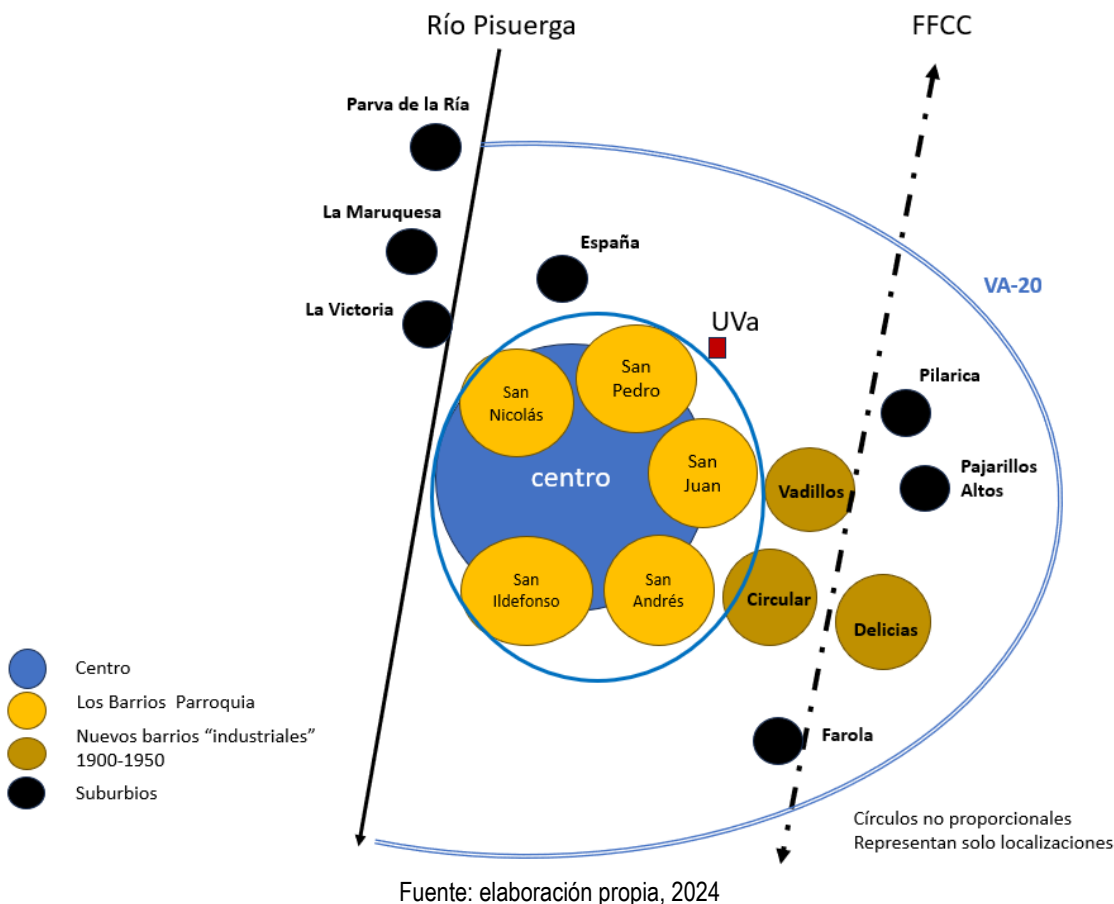 Río Pisuerga
FFCC
Parva de la Ría
La Maruquesa
España
VA-20
La Victoria
UVa
San
Pedro
Pilarica
San
Nicolás
San
Juan
Pajarillos
Altos
centro
Vadillos
San
Ildefonso
San
Andrés
Circular
Delicias
Centro
Los Barrios Parroquia
Nuevos barrios “industriales”
1900-1950
Suburbios
Farola
Círculos no proporcionales
Representan solo localizaciones
Fuente: elaboración propia, 2024